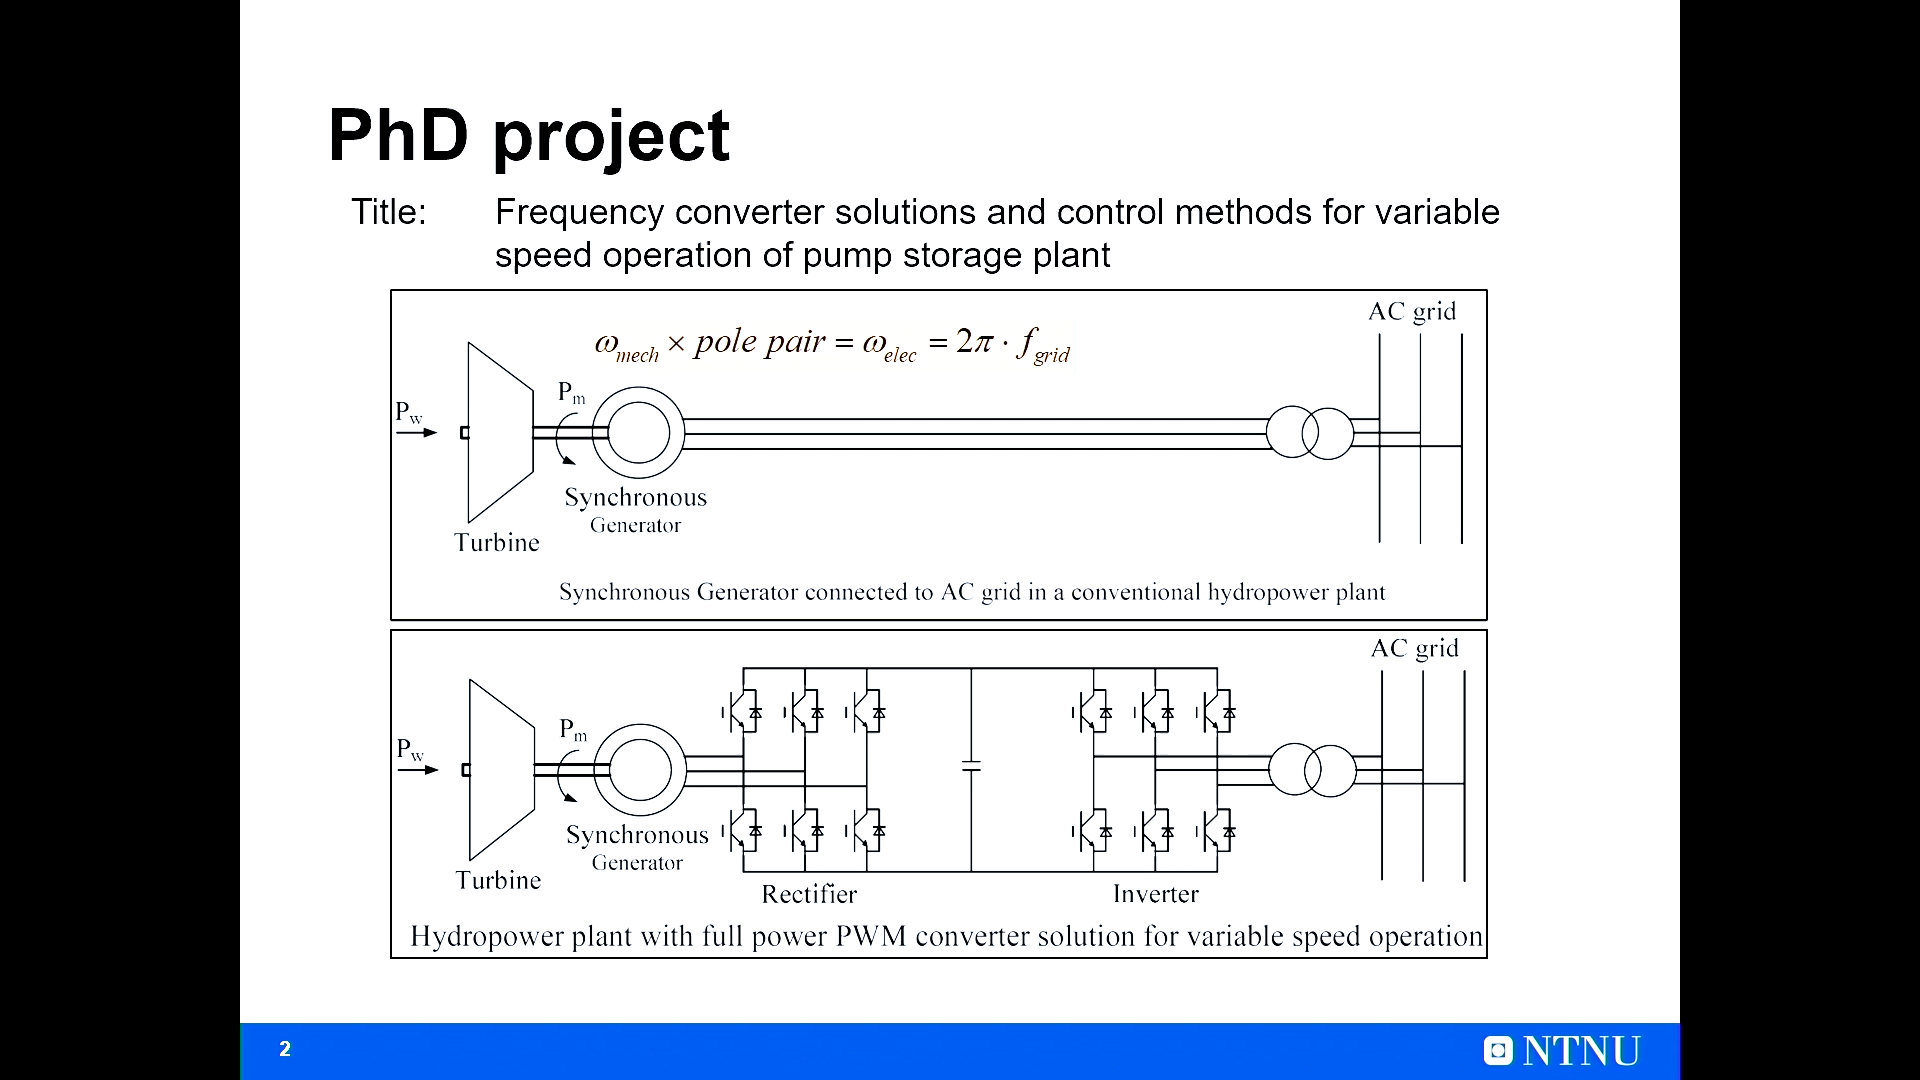 PhD project
Title: Frequency converter solutions and control methods for variable
speed operation of pump storage plant
AC grid
ω_mech × pole pair = ω_elec = 2π · f_grid
P_m
P_w
Synchronous
Generator
Turbine
Synchronous Generator connected to AC grid in a conventional hydropower plant
AC grid
P_m
P_w
Synchronous
Generator
Turbine
Rectifier
Inverter
Hydropower plant with full power PWM converter solution for variable speed operation
2
NTNU